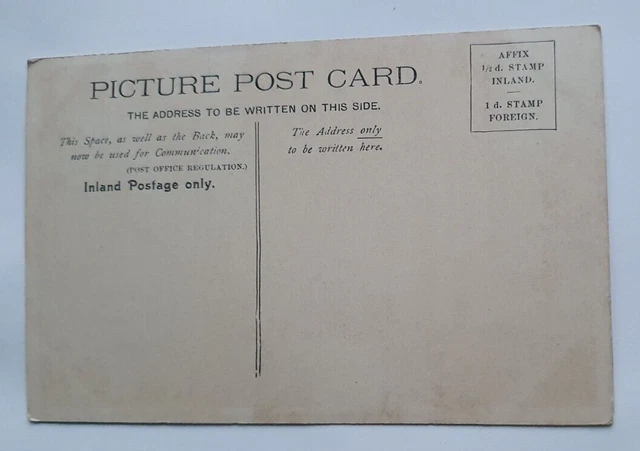 PICTURE POST CARD.
THE ADDRESS TO BE WRITTEN ON THIS SIDE.
This Space, as well as the Back, may
now be used for Communication.
(POST OFFICE REGULATION.)
Inland Postage only.
The Address only
to be written here.
AFFIX
1/2 d. STAMP
INLAND.
1 d. STAMP
FOREIGN.